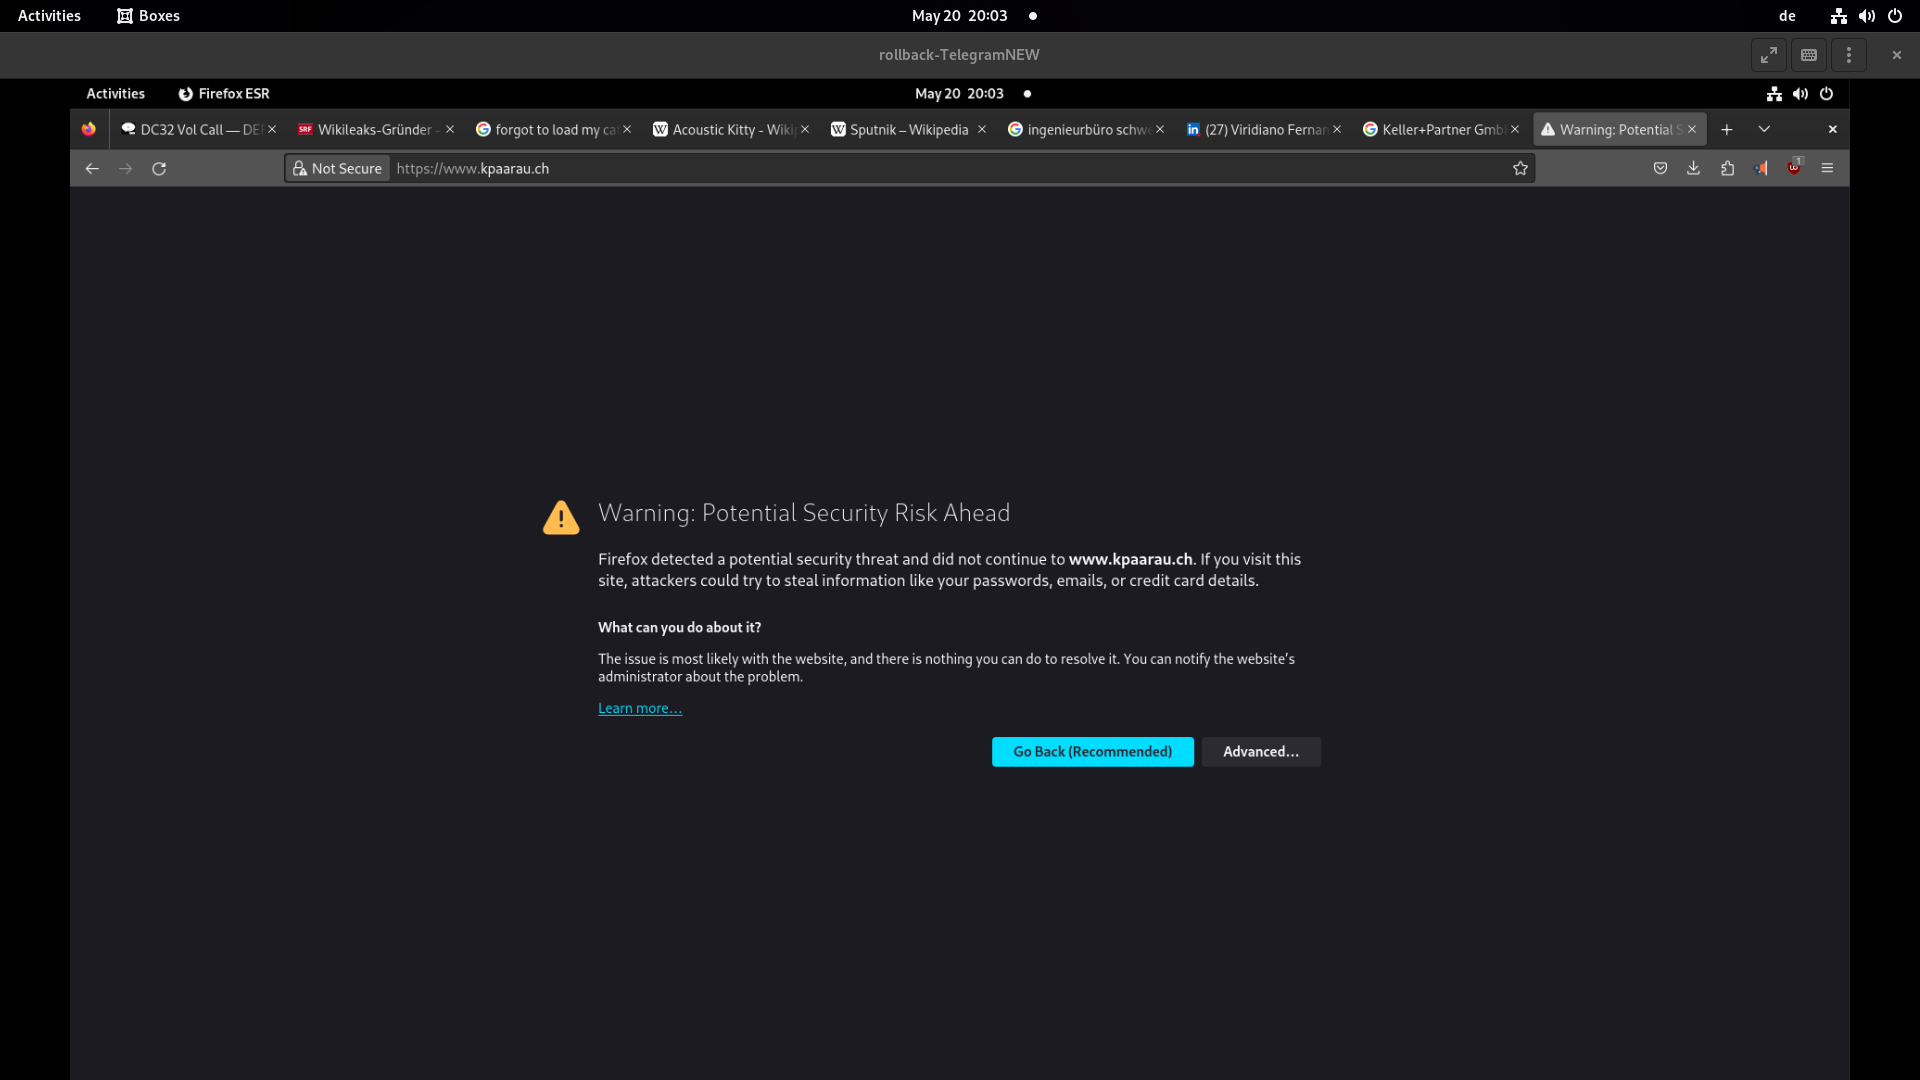 Activities Boxes May 20 20:03 de
rollback-TelegramNEW
Activities Firefox ESR May 20 20:03
DC32 Vol Call — DEF Wikileaks-Gründer - forgot to load my cat Acoustic Kitty - Wikip Sputnik – Wikipedia ingenieurbüro schwe (27) Viridiano Fernan Keller+Partner GmbH Warning: Potential S
Not Secure https://www.kpaarau.ch 1
Warning: Potential Security Risk Ahead
Firefox detected a potential security threat and did not continue to www.kpaarau.ch. If you visit this
site, attackers could try to steal information like your passwords, emails, or credit card details.
What can you do about it?
The issue is most likely with the website, and there is nothing you can do to resolve it. You can notify the website’s
administrator about the problem.
Learn more…
Go Back (Recommended) Advanced…